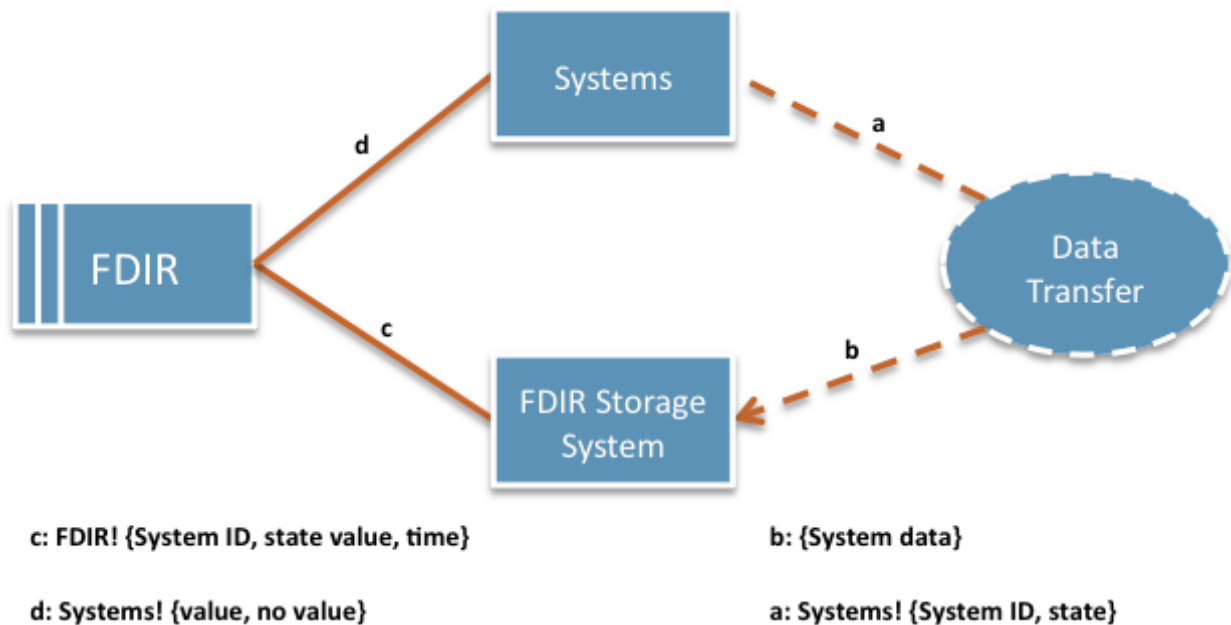 Systems
a
d
FDIR
Data
Transfer
c
b
FDIR Storage
System
c: FDIR! {System ID, state value, time}
b: {System data}
d: Systems! {value, no value}
a: Systems! {System ID, state}